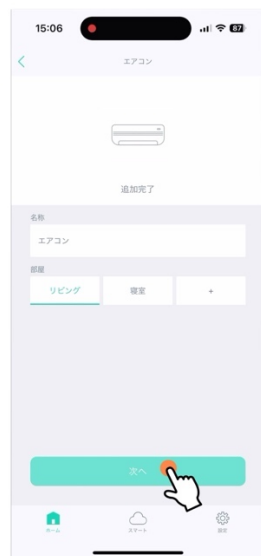 15:06
87
エアコン
追加完了
名称
エアコン
部屋
リビング
寝室
+
次へ
ホーム
スマート
設定